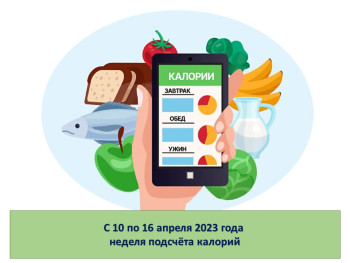 КАЛОРИИ
ЗАВТРАК
ОБЕД
УЖИН
С 10 по 16 апреля 2023 года
неделя подсчёта калорий